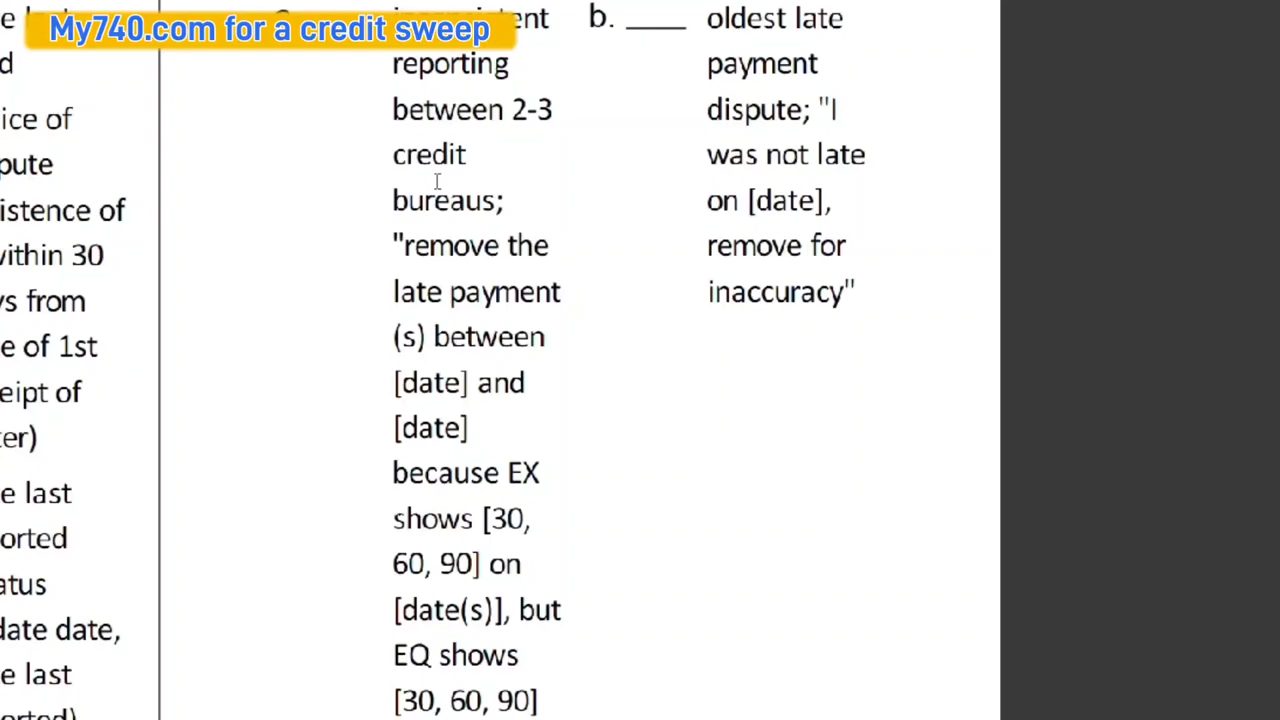 My740.com for a credit sweep
d
ice of
pute
istence of
within 30
s from
e of 1st
eipt of
ter)
e last
orted
atus
date date,
e last
orted)
reporting
between 2-3
credit
bureaus;
"remove the
late payment
(s) between
[date] and
[date]
because EX
shows [30,
60, 90] on
[date(s)], but
EQ shows
[30, 60, 90]
b. ____ oldest late
payment
dispute; "I
was not late
on [date],
remove for
inaccuracy"